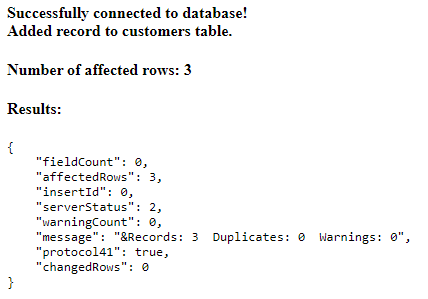 Successfully connected to database!
Added record to customers table.
Number of affected rows: 3
Results:
{
    "fieldCount": 0,
    "affectedRows": 3,
    "insertId": 0,
    "serverStatus": 2,
    "warningCount": 0,
    "message": "&Records: 3  Duplicates: 0  Warnings: 0",
    "protocol41": true,
    "changedRows": 0
}